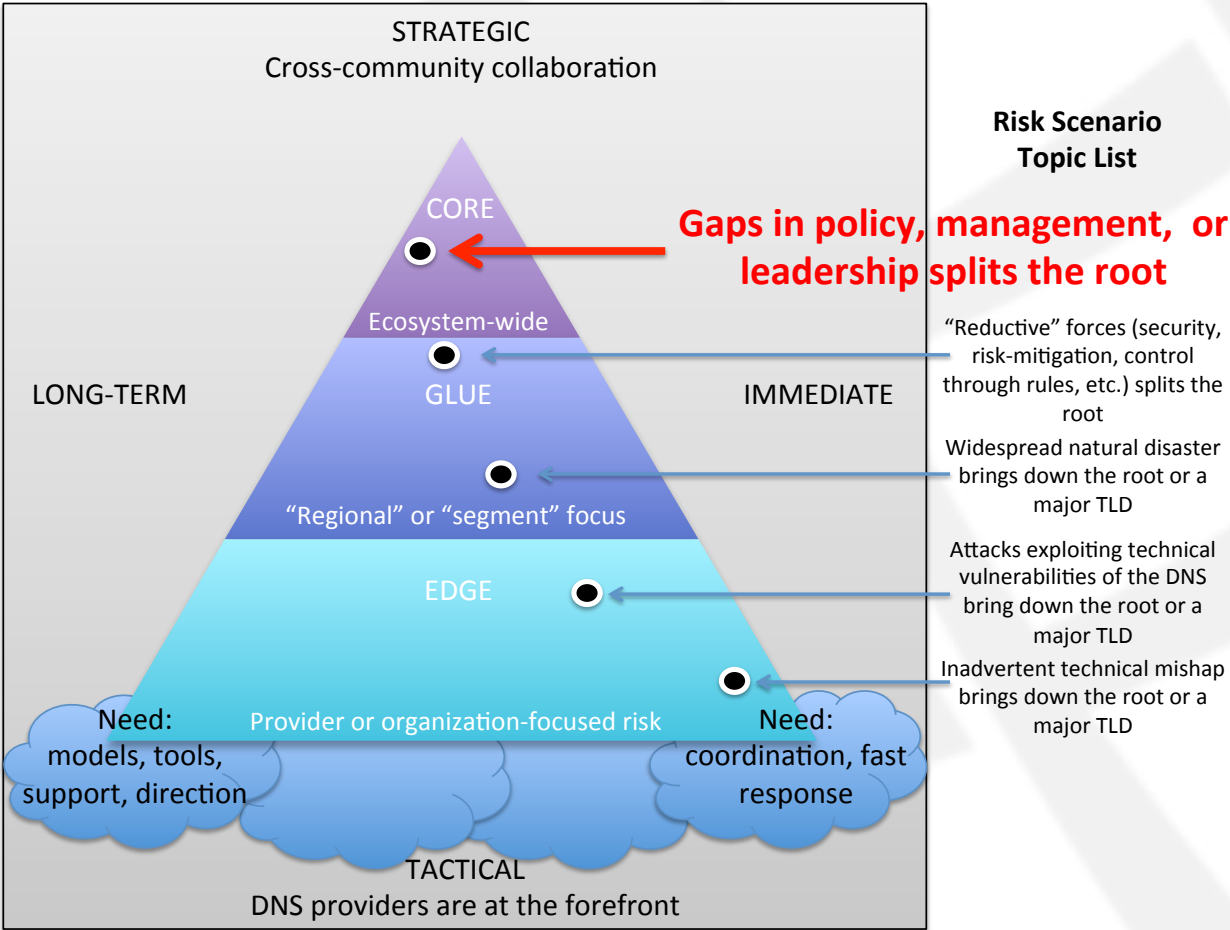 STRATEGIC
Cross-community collaboration
Risk Scenario
Topic List
CORE
Gaps in policy, management, or
leadership splits the root
Ecosystem-wide
“Reductive” forces (security,
risk-mitigation, control
through rules, etc.) splits the
root
LONG-TERM
GLUE
IMMEDIATE
Widespread natural disaster
brings down the root or a
major TLD
“Regional” or “segment” focus
Attacks exploiting technical
vulnerabilities of the DNS
bring down the root or a
major TLD
EDGE
Inadvertent technical mishap
brings down the root or a
major TLD
Provider or organization-focused risk
Need:
models, tools,
support, direction
Need:
coordination, fast
response
TACTICAL
DNS providers are at the forefront